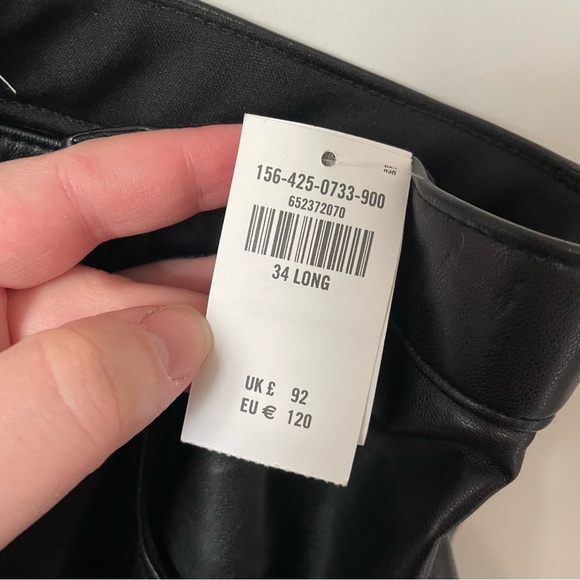 156-425-0733-900
652372070
34 LONG
UK £ 92
EU € 120